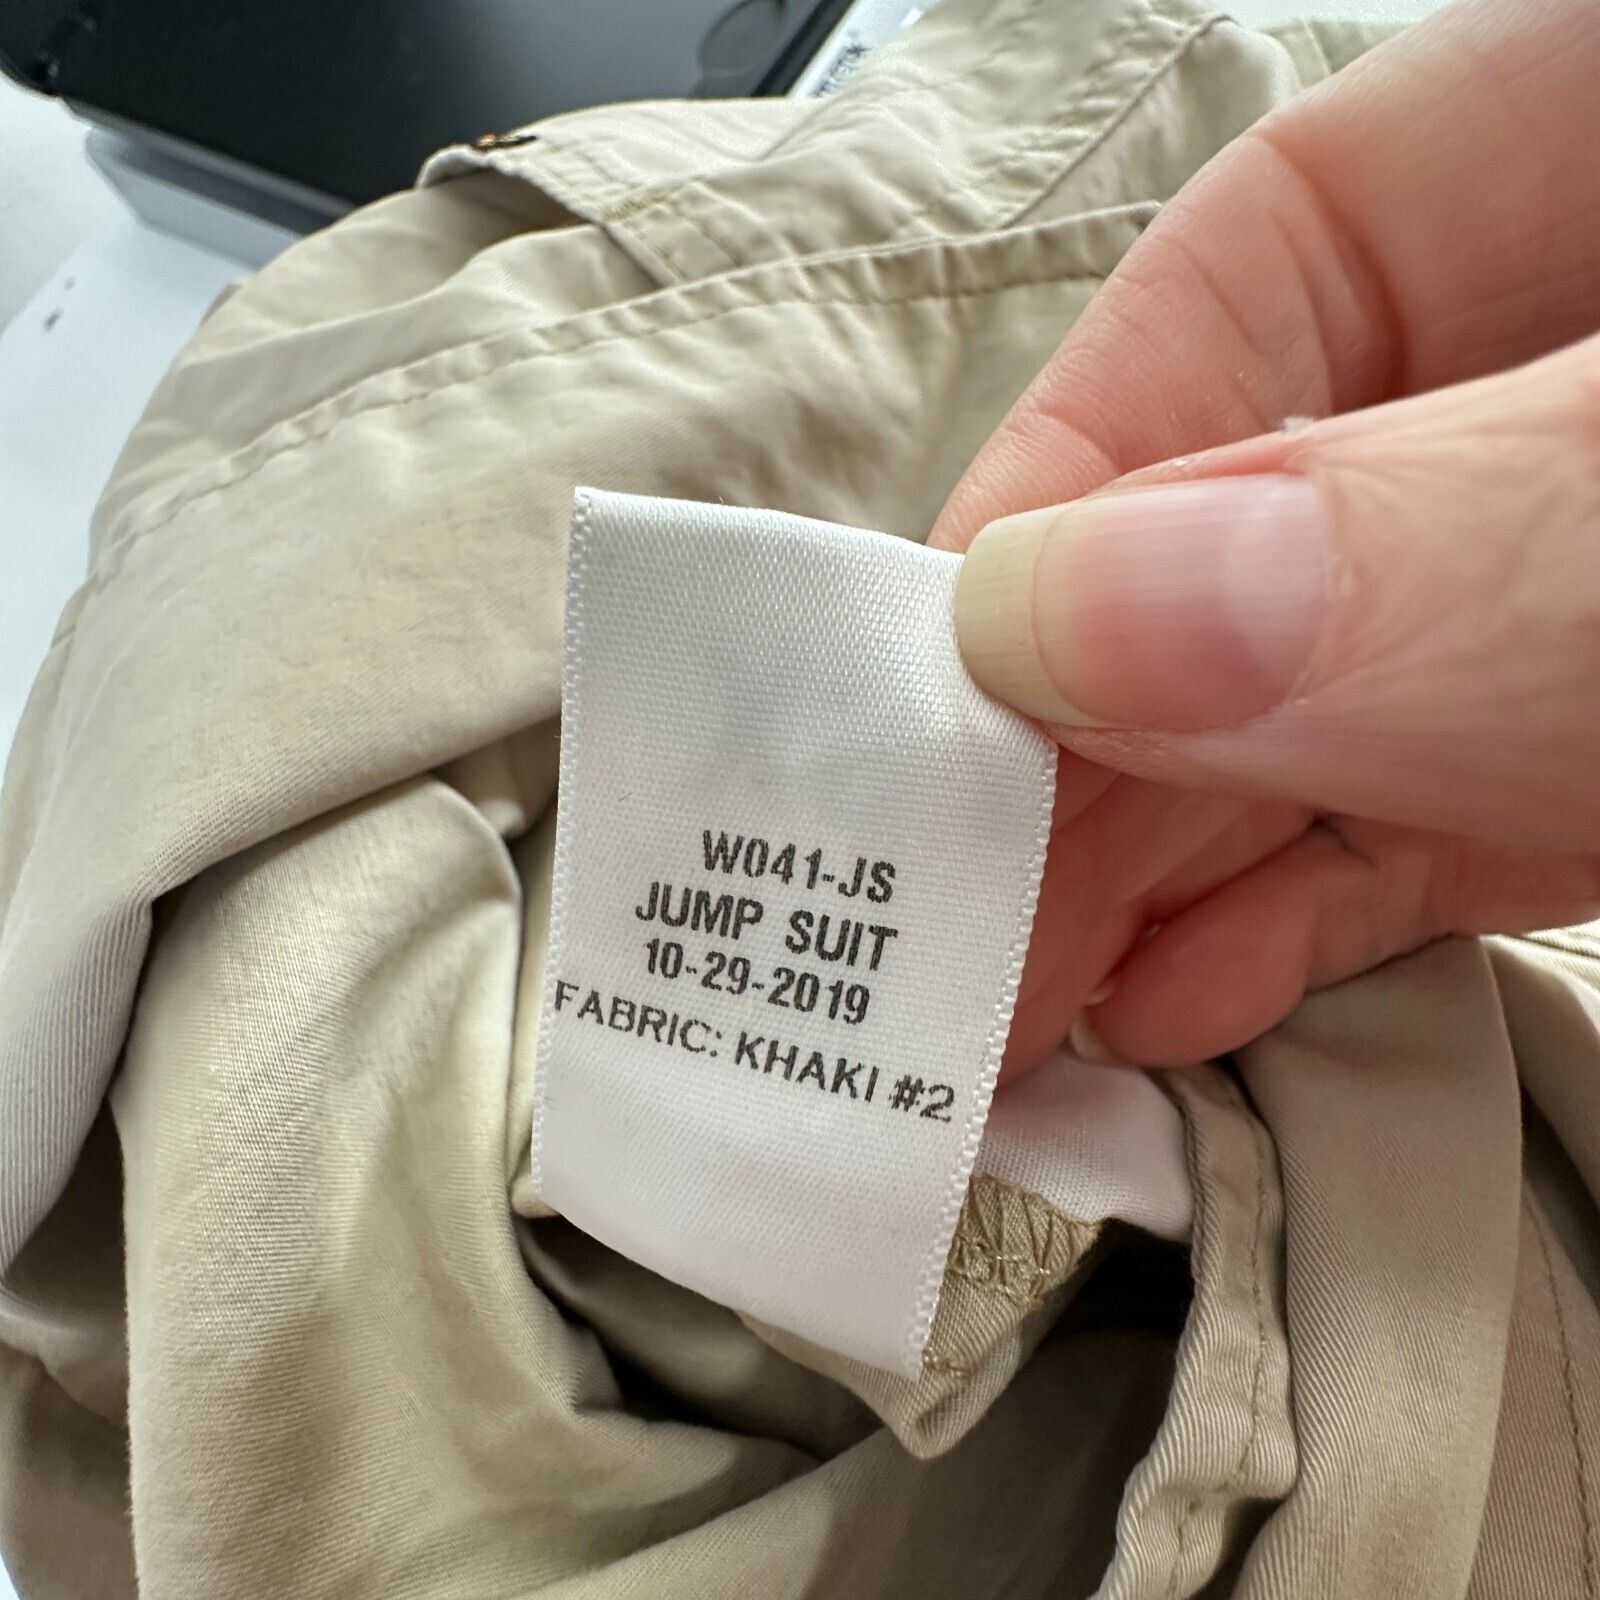 W041-JS
JUMP SUIT
10-29-2019
FABRIC: KHAKI #2